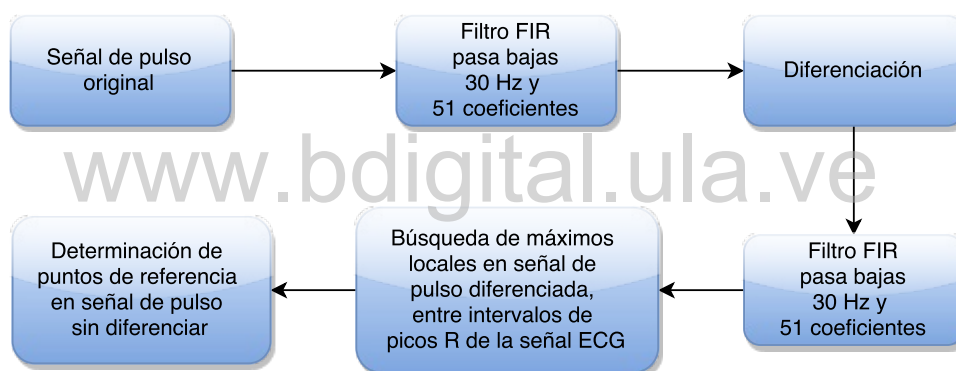 Señal de pulso
original
Filtro FIR
pasa bajas
30 Hz y
51 coeficientes
Diferenciación
www.bdigital.ula.ve
Filtro FIR
pasa bajas
30 Hz y
51 coeficientes
Búsqueda de máximos
locales en señal de
pulso diferenciada,
entre intervalos de
picos R de la señal ECG
Determinación de
puntos de referencia
en señal de pulso
sin diferenciar